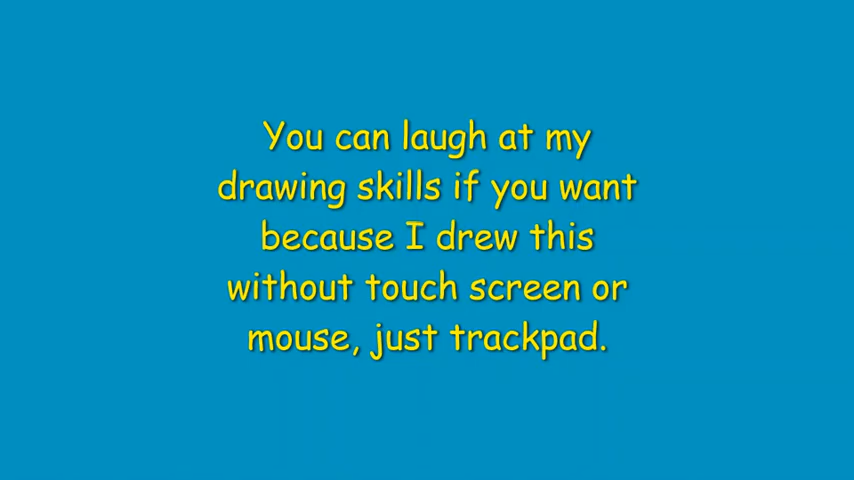 You can laugh at my
drawing skills if you want
because I drew this
without touch screen or
mouse, just trackpad.